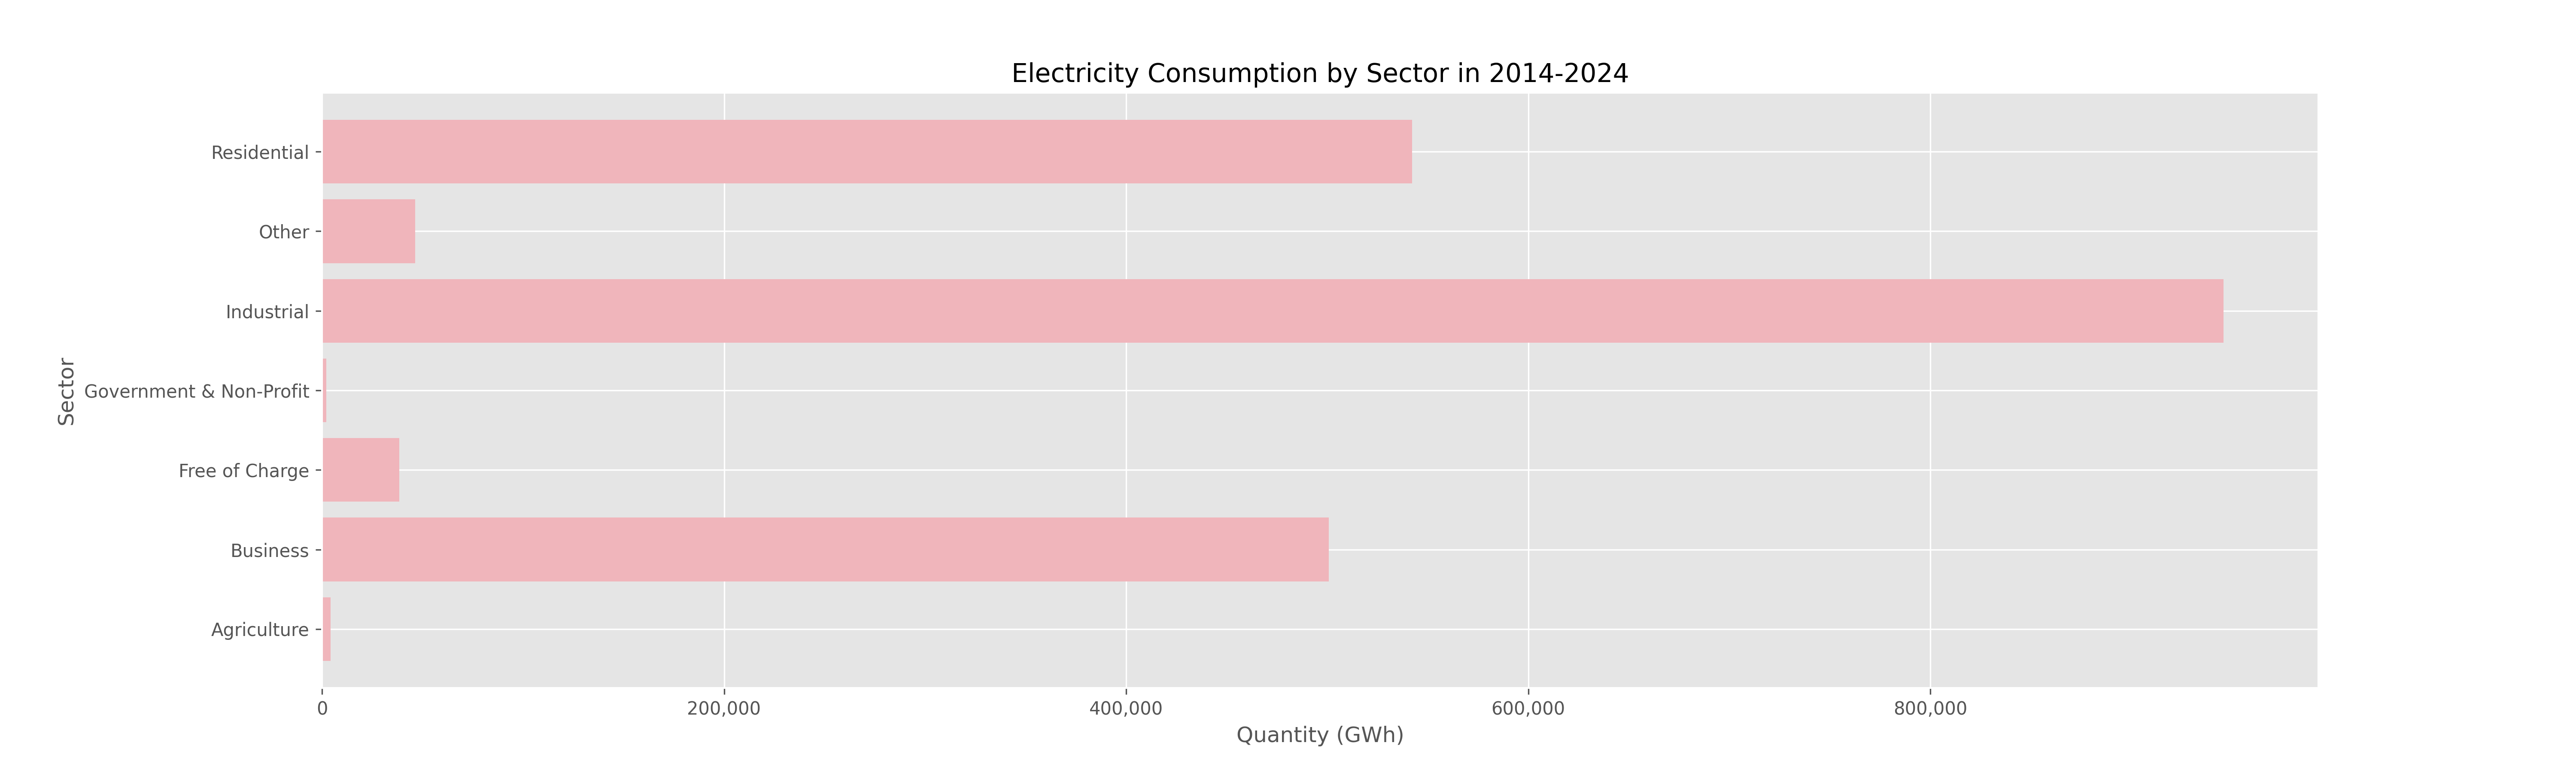 Electricity Consumption by Sector in 2014-2024
Residential
Other
Industrial
Government & Non-Profit
Free of Charge
Business
Agriculture
Sector
0 200,000 400,000 600,000 800,000
Quantity (GWh)